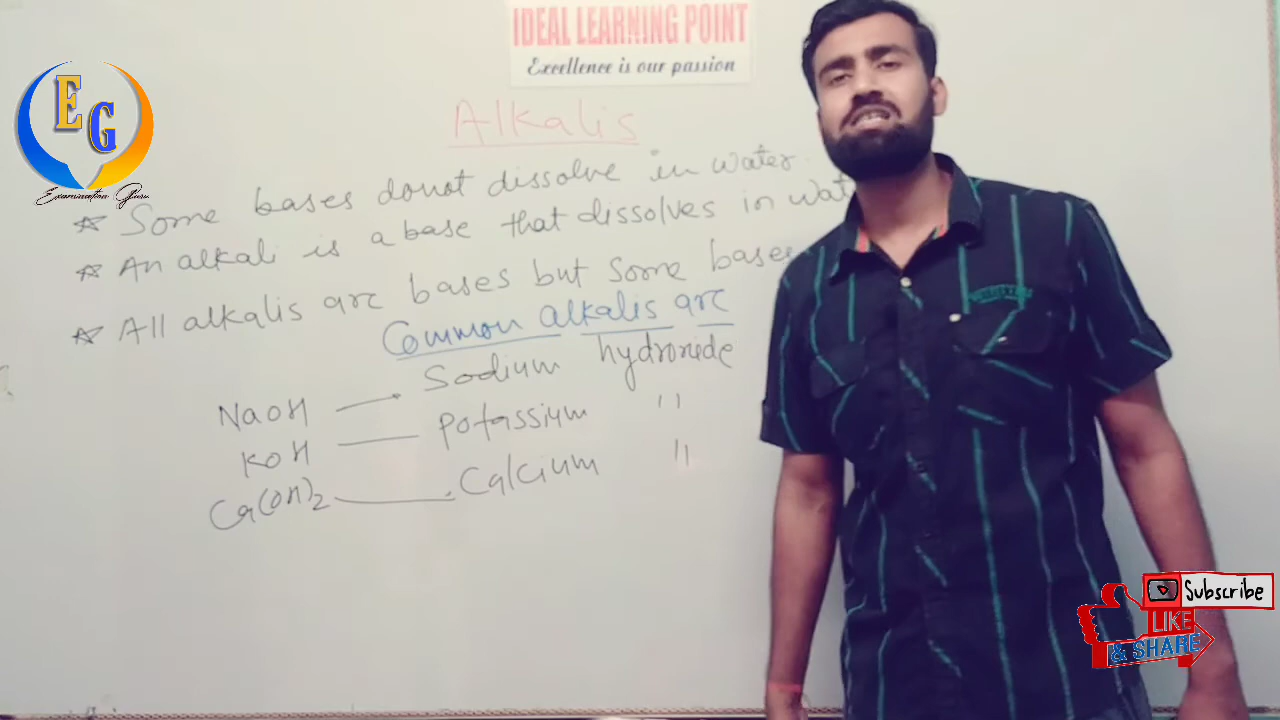 IDEAL LEARNING POINT
Excellence is our passion
EG
Examination Guru
Alkalis
☆ Some bases donot dissolve in water.
☆ An alkali is a base that dissolves in wat
☆ All alkalis are bases but some bases
Common alkalis are
NaOH → Sodium hydroxide
KOH — Potassium "
Ca(OH)2 — Calcium "
Subscribe
LIKE
& SHARE